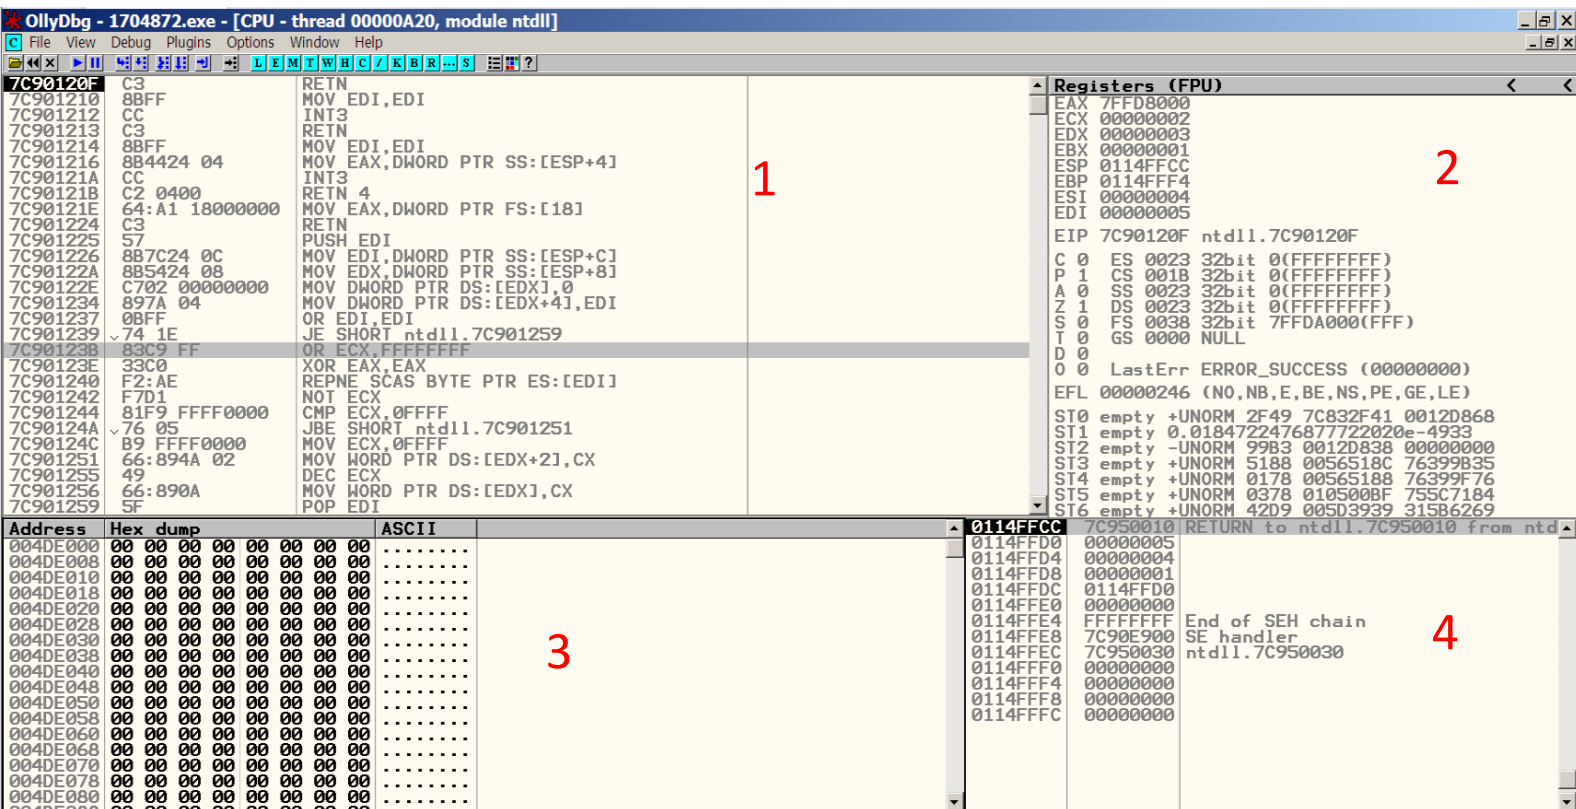 OllyDbg - 1704872.exe - [CPU - thread 00000A20, module ntdll]
C File View Debug Plugins Options Window Help
L E M T W H C / K B R ... S ?
7C90120F C3 RETN
7C901210 8BFF MOV EDI,EDI
7C901212 CC INT3
7C901213 C3 RETN
7C901214 8BFF MOV EDI,EDI
7C901216 8B4424 04 MOV EAX,DWORD PTR SS:[ESP+4]
7C90121A CC INT3
7C90121B C2 0400 RETN 4
7C90121E 64:A1 18000000 MOV EAX,DWORD PTR FS:[18]
7C901224 C3 RETN
7C901225 57 PUSH EDI
7C901226 8B7C24 0C MOV EDI,DWORD PTR SS:[ESP+C]
7C90122A 8B5424 08 MOV EDX,DWORD PTR SS:[ESP+8]
7C90122E C702 00000000 MOV DWORD PTR DS:[EDX],0
7C901234 897A 04 MOV DWORD PTR DS:[EDX+4],EDI
7C901237 0BFF OR EDI,EDI
7C901239 74 1E JE SHORT ntdll.7C901259
7C90123B 83C9 FF OR ECX,FFFFFFFF
7C90123E 33C0 XOR EAX,EAX
7C901240 F2:AE REPNE SCAS BYTE PTR ES:[EDI]
7C901242 F7D1 NOT ECX
7C901244 81F9 FFFF0000 CMP ECX,0FFFF
7C90124A 76 05 JBE SHORT ntdll.7C901251
7C90124C B9 FFFF0000 MOV ECX,0FFFF
7C901251 66:894A 02 MOV WORD PTR DS:[EDX+2],CX
7C901255 49 DEC ECX
7C901256 66:890A MOV WORD PTR DS:[EDX],CX
7C901259 5F POP EDI
1
Registers (FPU) < <
EAX 7FFD8000
ECX 00000002
EDX 00000003
EBX 00000001
ESP 0114FFCC
EBP 0114FFF4
ESI 00000004
EDI 00000005
EIP 7C90120F ntdll.7C90120F
C 0 ES 0023 32bit 0(FFFFFFFF)
P 1 CS 001B 32bit 0(FFFFFFFF)
A 0 SS 0023 32bit 0(FFFFFFFF)
Z 1 DS 0023 32bit 0(FFFFFFFF)
S 0 FS 0038 32bit 7FFDA000(FFF)
T 0 GS 0000 NULL
D 0
O 0 LastErr ERROR_SUCCESS (00000000)
EFL 00000246 (NO,NB,E,BE,NS,PE,GE,LE)
ST0 empty +UNORM 2F49 7C832F41 0012D868
ST1 empty 0.0184722476877722020e-4933
ST2 empty -UNORM 99B3 0012D838 00000000
ST3 empty +UNORM 5188 0056518C 76399B35
ST4 empty +UNORM 0178 00565188 76399F76
ST5 empty +UNORM 0378 010500BF 755C7184
ST6 empty +UNORM 42D9 005D3939 315B6269
2
Address Hex dump ASCII
004DE000 00 00 00 00 00 00 00 00 ........
004DE008 00 00 00 00 00 00 00 00 ........
004DE010 00 00 00 00 00 00 00 00 ........
004DE018 00 00 00 00 00 00 00 00 ........
004DE020 00 00 00 00 00 00 00 00 ........
004DE028 00 00 00 00 00 00 00 00 ........
004DE030 00 00 00 00 00 00 00 00 ........
004DE038 00 00 00 00 00 00 00 00 ........
004DE040 00 00 00 00 00 00 00 00 ........
004DE048 00 00 00 00 00 00 00 00 ........
004DE050 00 00 00 00 00 00 00 00 ........
004DE058 00 00 00 00 00 00 00 00 ........
004DE060 00 00 00 00 00 00 00 00 ........
004DE068 00 00 00 00 00 00 00 00 ........
004DE070 00 00 00 00 00 00 00 00 ........
004DE078 00 00 00 00 00 00 00 00 ........
004DE080 00 00 00 00 00 00 00 00 ........
3
0114FFCC 7C950010 RETURN to ntdll.7C950010 from ntd
0114FFD0 00000005
0114FFD4 00000004
0114FFD8 00000001
0114FFDC 0114FFD0
0114FFE0 00000000
0114FFE4 FFFFFFFF End of SEH chain
0114FFE8 7C90E900 SE handler
0114FFEC 7C950030 ntdll.7C950030
0114FFF0 00000000
0114FFF4 00000000
0114FFF8 00000000
0114FFFC 00000000
4